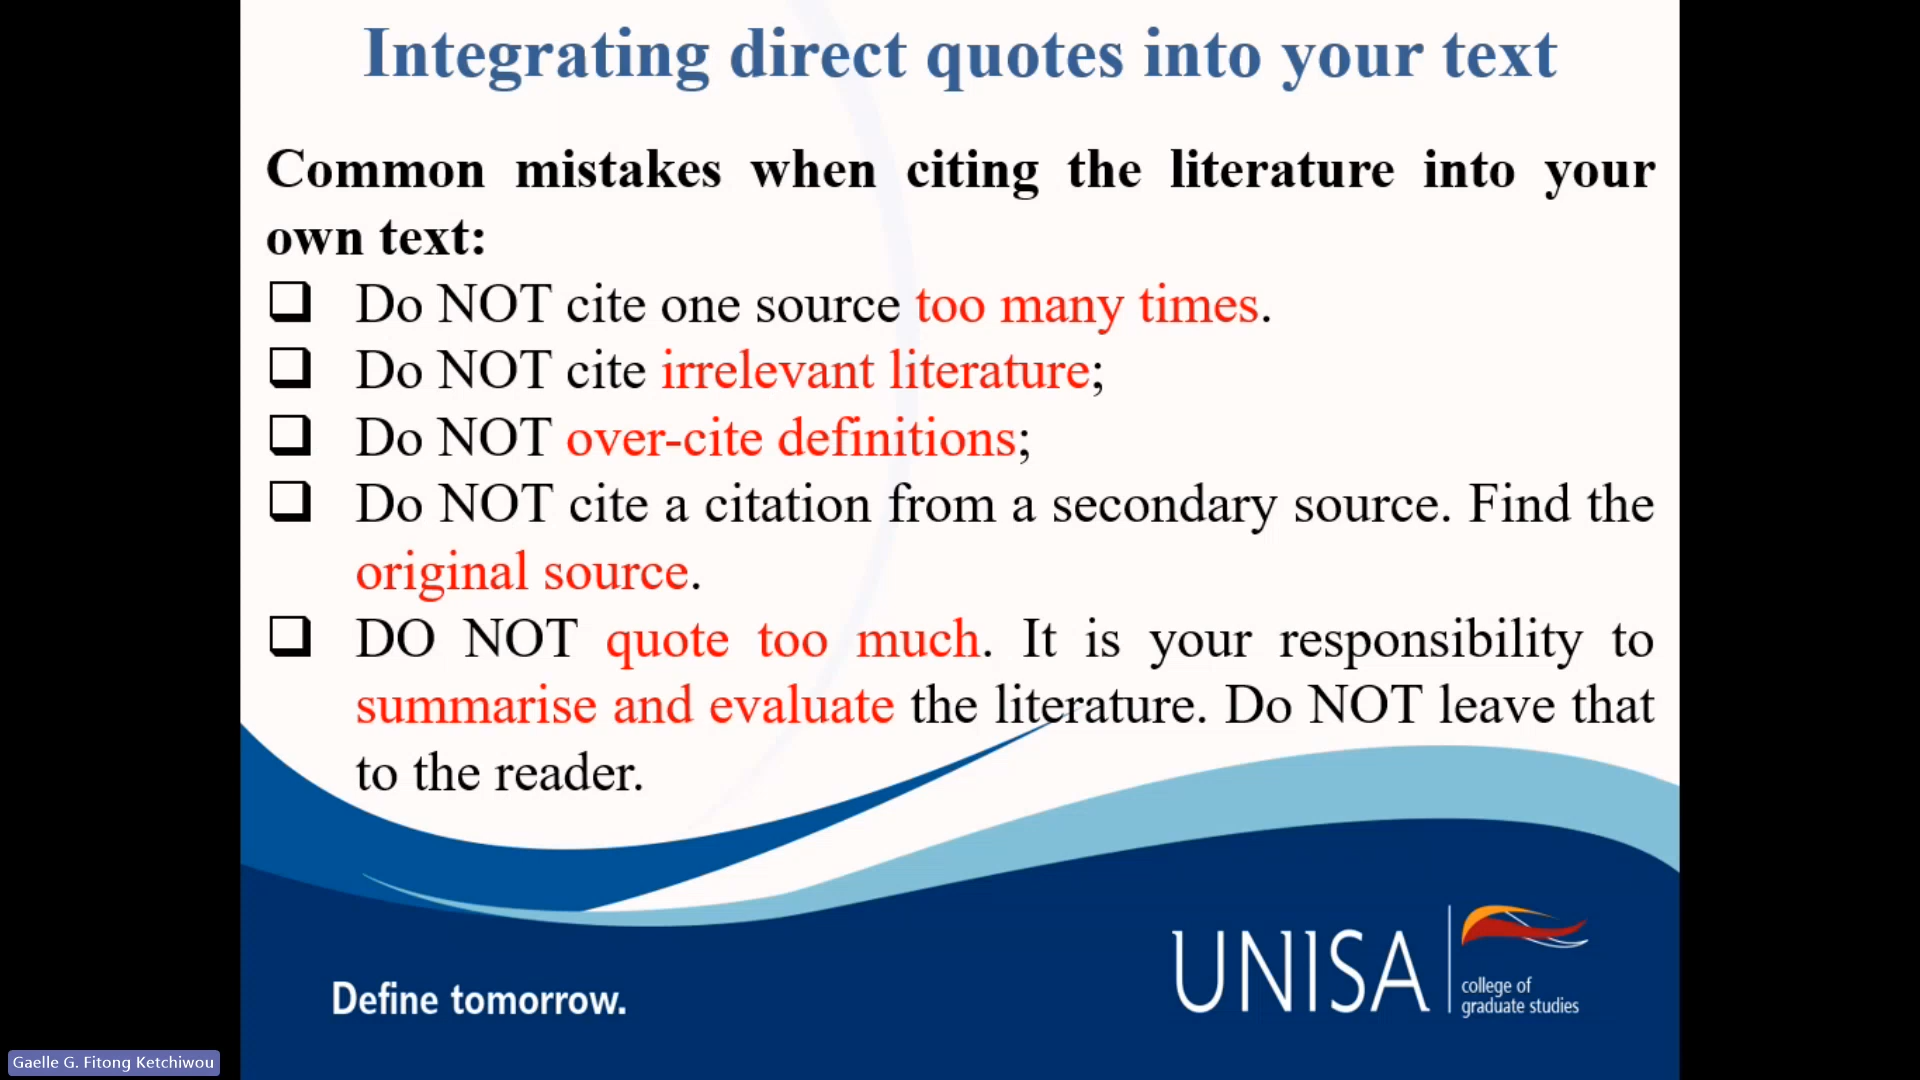 Integrating direct quotes into your text
Common mistakes when citing the literature into your
own text:
❑ Do NOT cite one source too many times.
❑ Do NOT cite irrelevant literature;
❑ Do NOT over-cite definitions;
❑ Do NOT cite a citation from a secondary source. Find the
original source.
❑ DO NOT quote too much. It is your responsibility to
summarise and evaluate the literature. Do NOT leave that
to the reader.
Define tomorrow.
UNISA
college of
graduate studies
Gaelle G. Fitong Ketchiwou